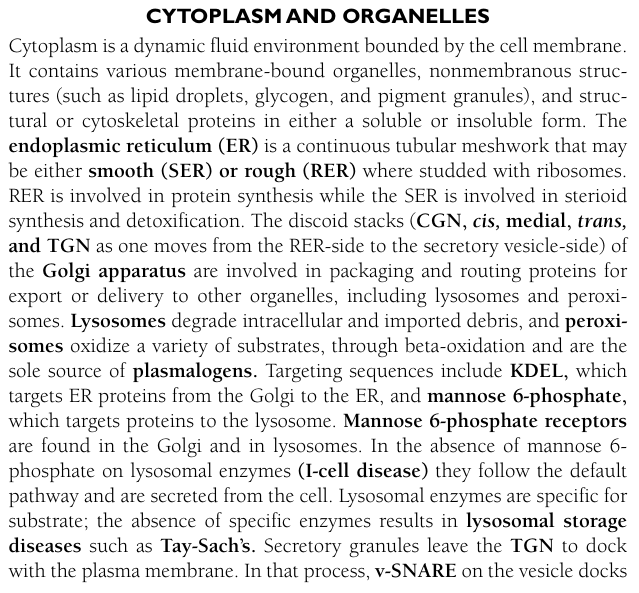 CYTOPLASM AND ORGANELLES
Cytoplasm is a dynamic fluid environment bounded by the cell membrane.
It contains various membrane-bound organelles, nonmembranous struc-
tures (such as lipid droplets, glycogen, and pigment granules), and struc-
tural or cytoskeletal proteins in either a soluble or insoluble form. The
endoplasmic reticulum (ER) is a continuous tubular meshwork that may
be either smooth (SER) or rough (RER) where studded with ribosomes.
RER is involved in protein synthesis while the SER is involved in sterioid
synthesis and detoxification. The discoid stacks (CGN, cis, medial, trans,
and TGN as one moves from the RER-side to the secretory vesicle-side) of
the Golgi apparatus are involved in packaging and routing proteins for
export or delivery to other organelles, including lysosomes and peroxi-
somes. Lysosomes degrade intracellular and imported debris, and peroxi-
somes oxidize a variety of substrates, through beta-oxidation and are the
sole source of plasmalogens. Targeting sequences include KDEL, which
targets ER proteins from the Golgi to the ER, and mannose 6-phosphate,
which targets proteins to the lysosome. Mannose 6-phosphate receptors
are found in the Golgi and in lysosomes. In the absence of mannose 6-
phosphate on lysosomal enzymes (I-cell disease) they follow the default
pathway and are secreted from the cell. Lysosomal enzymes are specific for
substrate; the absence of specific enzymes results in lysosomal storage
diseases such as Tay-Sach's. Secretory granules leave the TGN to dock
with the plasma membrane. In that process, v-SNARE on the vesicle docks